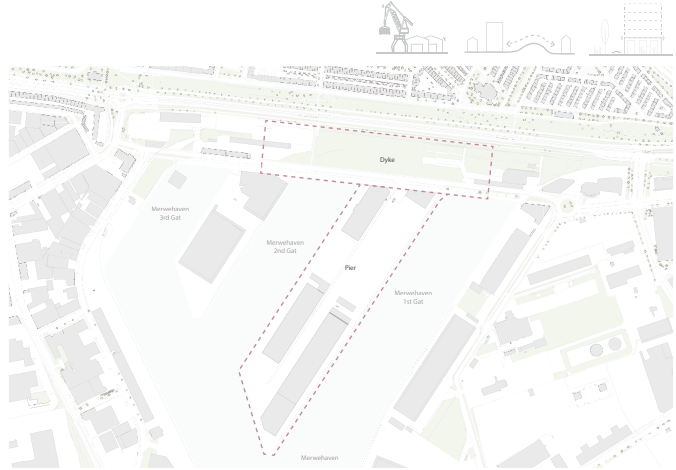 Dyke
Merwehaven
3rd Gat
Merwehaven
2nd Gat
Pier
Merwehaven
1st Gat
Merwehaven